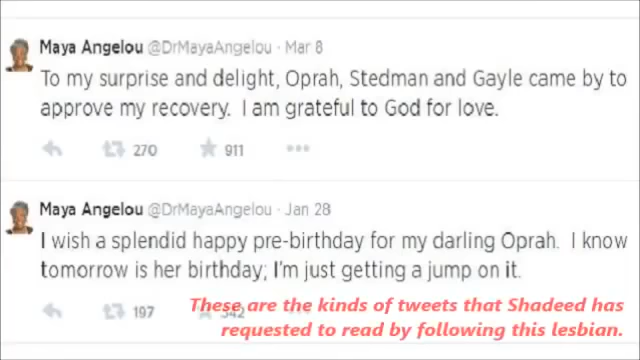 Maya Angelou @DrMayaAngelou · Mar 8
To my surprise and delight, Oprah, Stedman and Gayle came by to
approve my recovery. I am grateful to God for love.
270 911
Maya Angelou @DrMayaAngelou · Jan 28
I wish a splendid happy pre-birthday for my darling Oprah. I know
tomorrow is her birthday; I'm just getting a jump on it.
197 342
These are the kinds of tweets that Shadeed has
requested to read by following this lesbian.